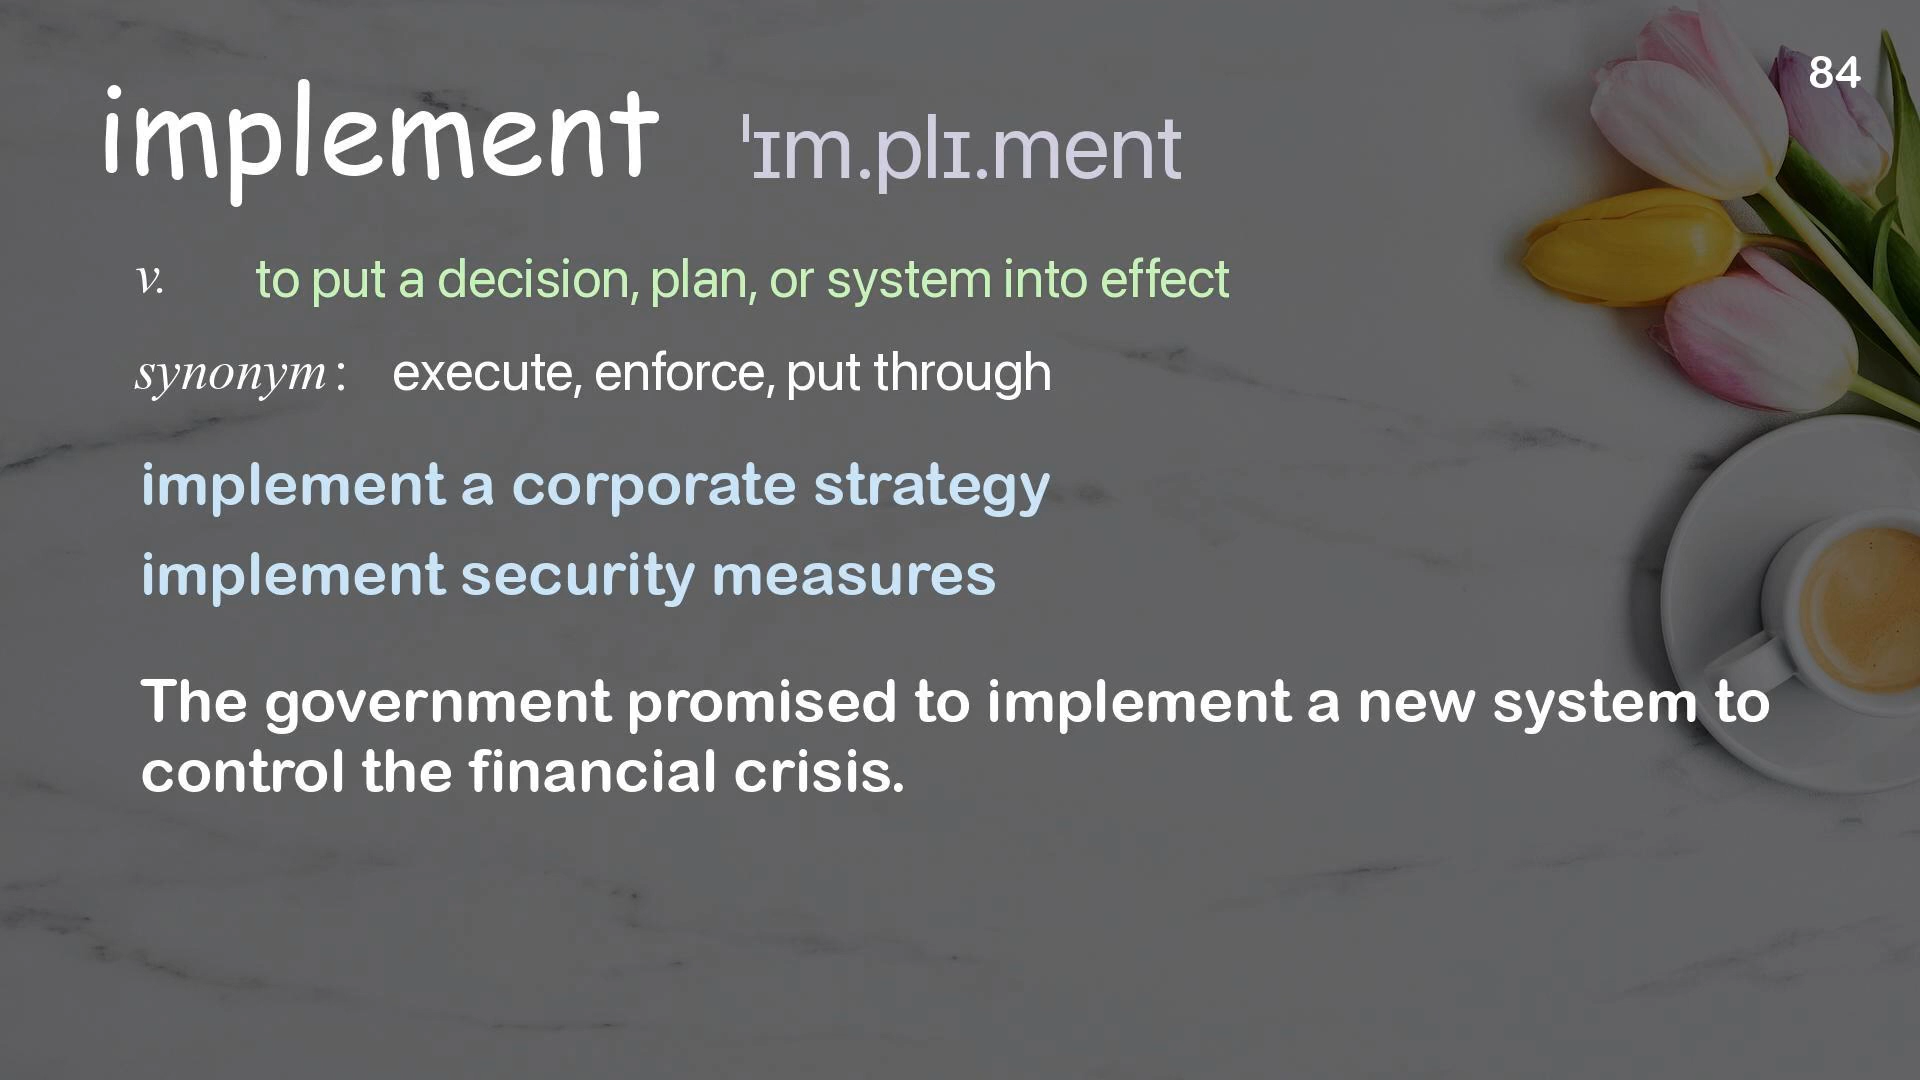 84
implement ˈɪm.plɪ.ment
v. to put a decision, plan, or system into effect
synonym : execute, enforce, put through
implement a corporate strategy
implement security measures
The government promised to implement a new system to
control the financial crisis.